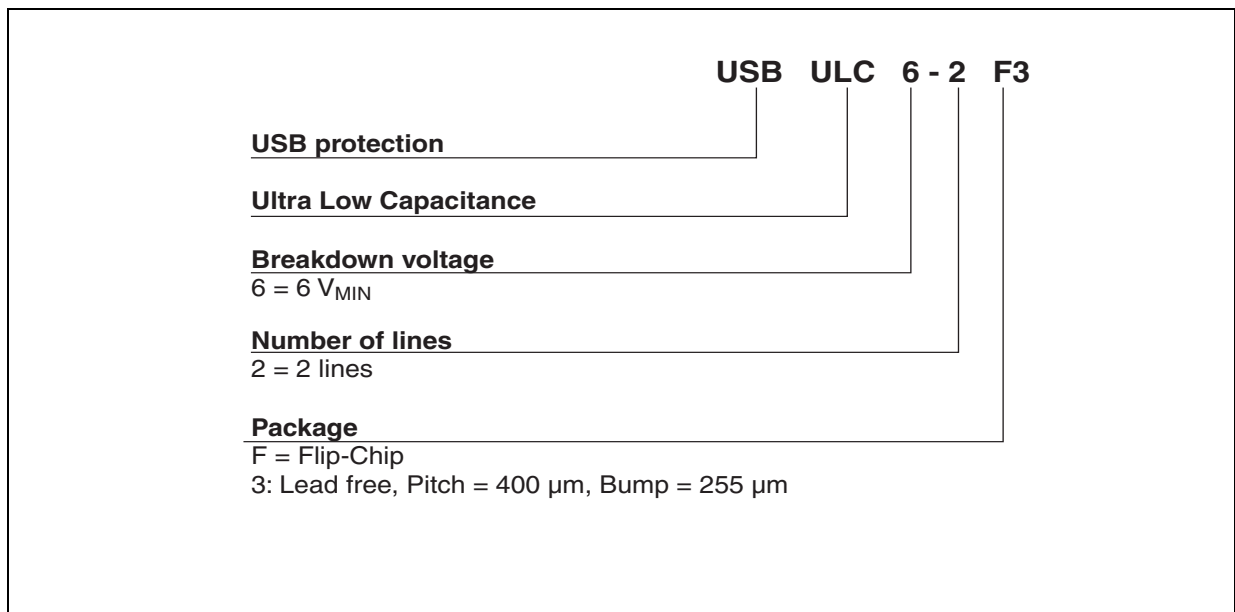 USB ULC 6 - 2 F3
USB protection
Ultra Low Capacitance
Breakdown voltage
6 = 6 VMIN
Number of lines
2 = 2 lines
Package
F = Flip-Chip
3: Lead free, Pitch = 400 µm, Bump = 255 µm